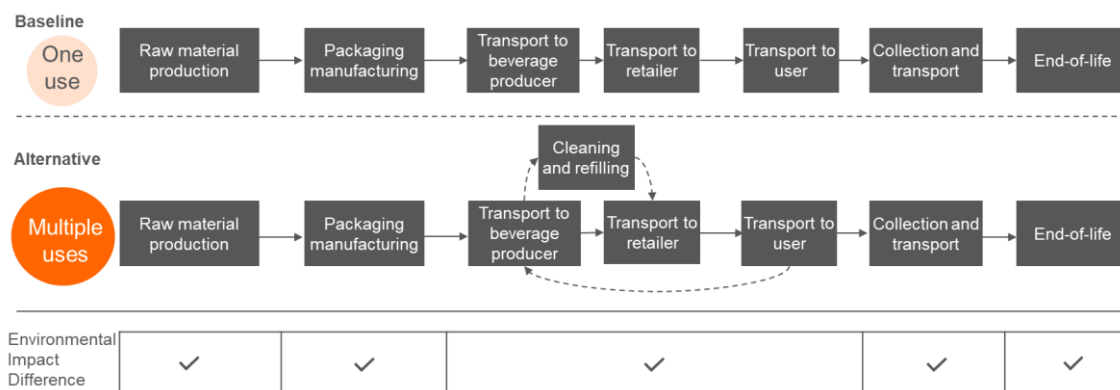 Baseline
One
use
Raw material
production
Packaging
manufacturing
Transport to
beverage
producer
Transport to
retailer
Transport to
user
Collection and
transport
End-of-life
Alternative
Cleaning
and refilling
Multiple
uses
Raw material
production
Packaging
manufacturing
Transport to
beverage
producer
Transport to
retailer
Transport to
user
Collection and
transport
End-of-life
Environmental
Impact
Difference